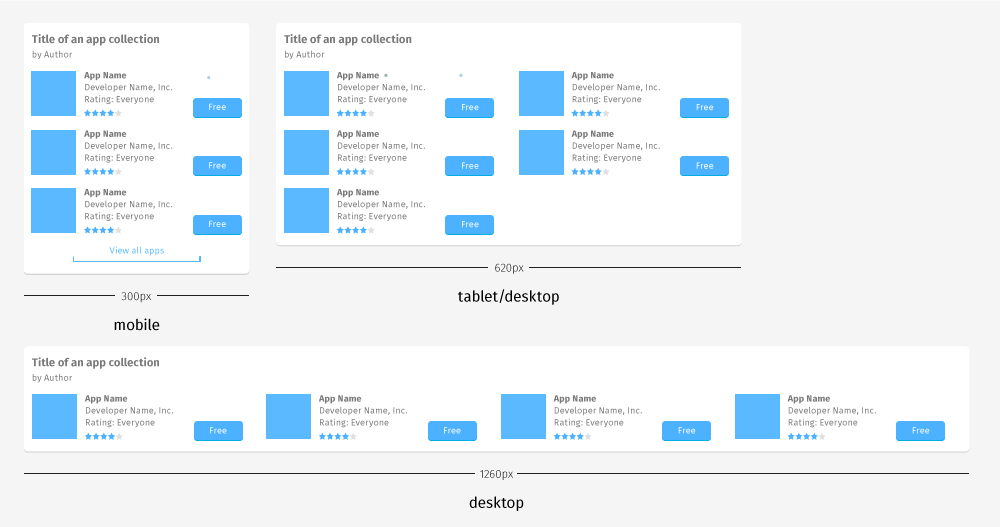 Title of an app collection
by Author
App Name
Developer Name, Inc.
Rating: Everyone
Free
App Name
Developer Name, Inc.
Rating: Everyone
Free
App Name
Developer Name, Inc.
Rating: Everyone
Free
View all apps
300px
mobile
Title of an app collection
by Author
App Name
Developer Name, Inc.
Rating: Everyone
Free
App Name
Developer Name, Inc.
Rating: Everyone
Free
App Name
Developer Name, Inc.
Rating: Everyone
Free
App Name
Developer Name, Inc.
Rating: Everyone
Free
App Name
Developer Name, Inc.
Rating: Everyone
Free
620px
tablet/desktop
Title of an app collection
by Author
App Name
Developer Name, Inc.
Rating: Everyone
Free
App Name
Developer Name, Inc.
Rating: Everyone
Free
App Name
Developer Name, Inc.
Rating: Everyone
Free
App Name
Developer Name, Inc.
Rating: Everyone
Free
1260px
desktop